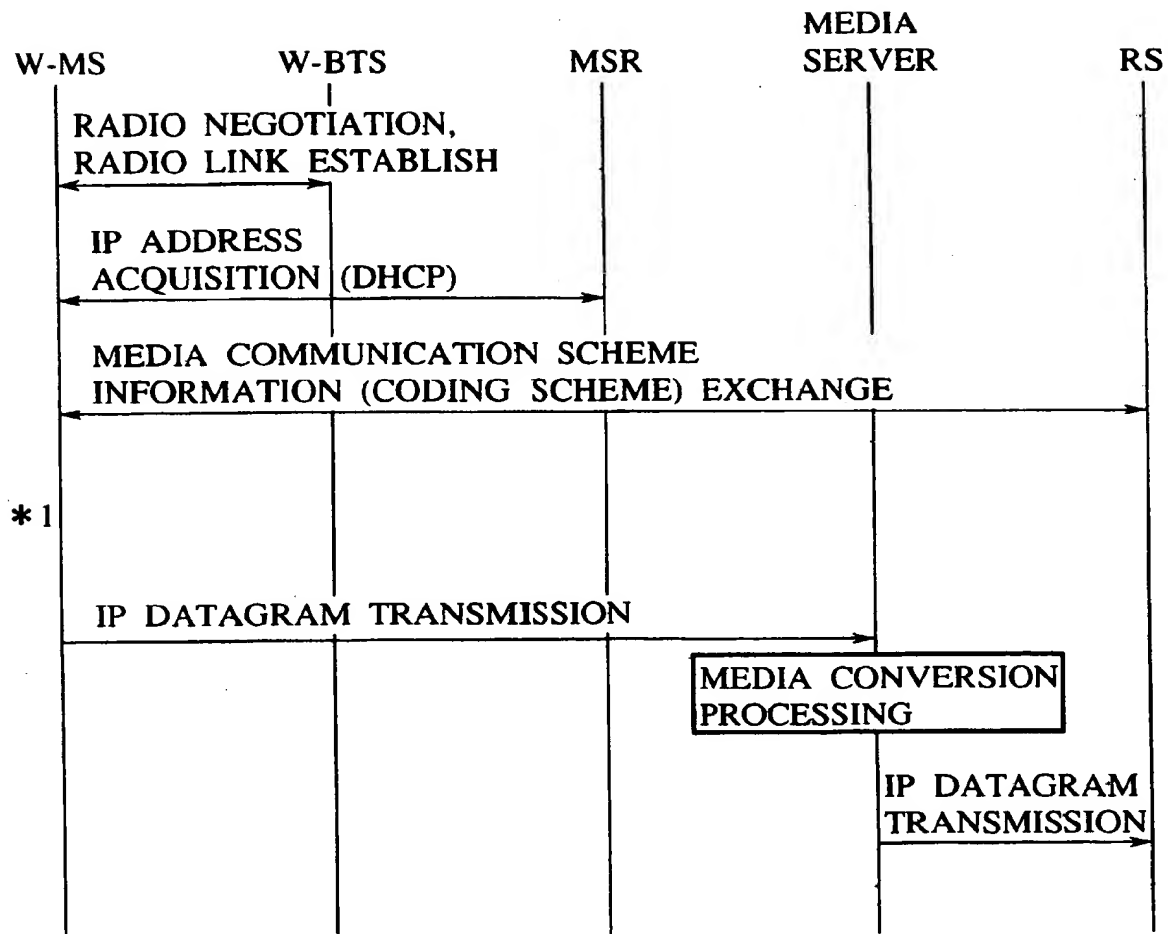 W-MS W-BTS MSR MEDIA SERVER RS
RADIO NEGOTIATION,
RADIO LINK ESTABLISH
IP ADDRESS
ACQUISITION (DHCP)
MEDIA COMMUNICATION SCHEME
INFORMATION (CODING SCHEME) EXCHANGE
*1
IP DATAGRAM TRANSMISSION
MEDIA CONVERSION
PROCESSING
IP DATAGRAM
TRANSMISSION